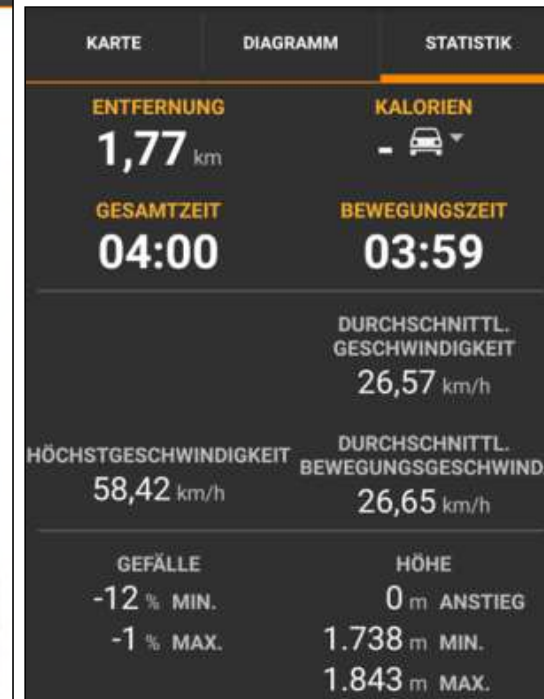 KARTE DIAGRAMM STATISTIK
ENTFERNUNG KALORIEN
1,77 km -
GESAMTZEIT BEWEGUNGSZEIT
04:00 03:59
DURCHSCHNITTL.
GESCHWINDIGKEIT
26,57 km/h
HÖCHSTGESCHWINDIGKEIT
58,42 km/h
DURCHSCHNITTL.
BEWEGUNGSGESCHWIND
26,65 km/h
GEFÄLLE HÖHE
-12 % MIN. 0 m ANSTIEG
-1 % MAX. 1.738 m MIN.
1.843 m MAX.